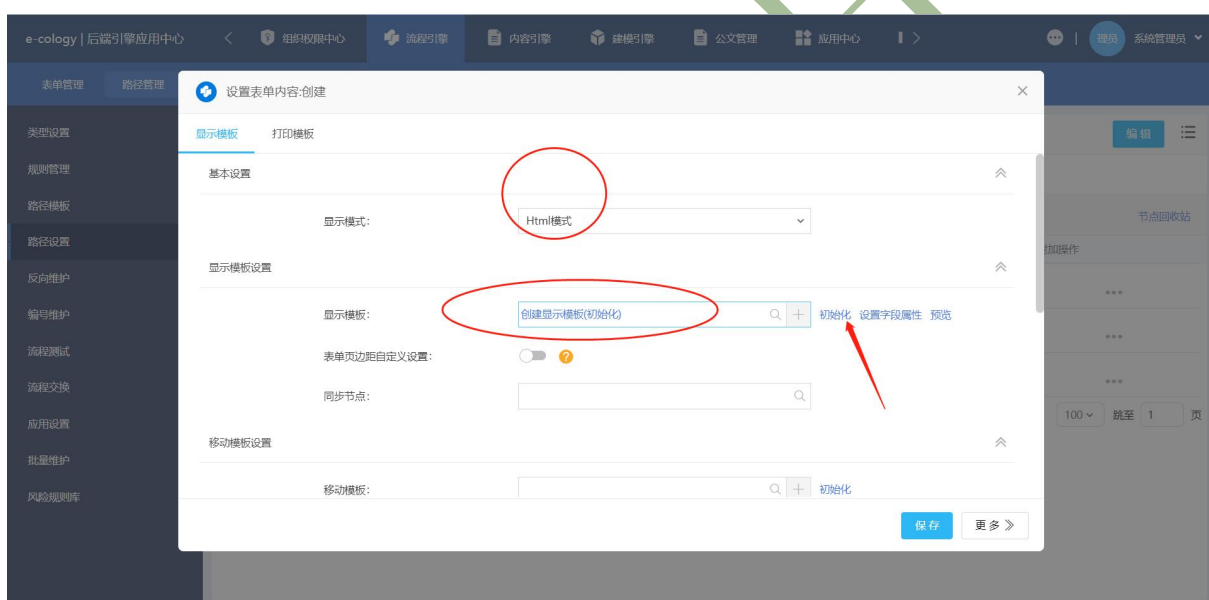 e-cology | 后端引擎应用中心 组织权限中心 流程引擎 内容引擎 建模引擎 公文管理 应用中心 理员 系统管理员
表单管理 路径管理
设置表单内容:创建
显示模板 打印模板
编辑
类型设置
规则管理
路径模板
路径设置
反向维护
编号维护
流程测试
流程交换
应用设置
批量维护
风险规则库
基本设置
显示模式: Html模式
节点回收站
附加操作
显示模板设置
显示模板: 创建显示模板(初始化) 初始化 设置字段属性 预览
表单页边距自定义设置: ?
同步节点:
100 跳至 1 页
移动模板设置
移动模板: 初始化
保存 更多